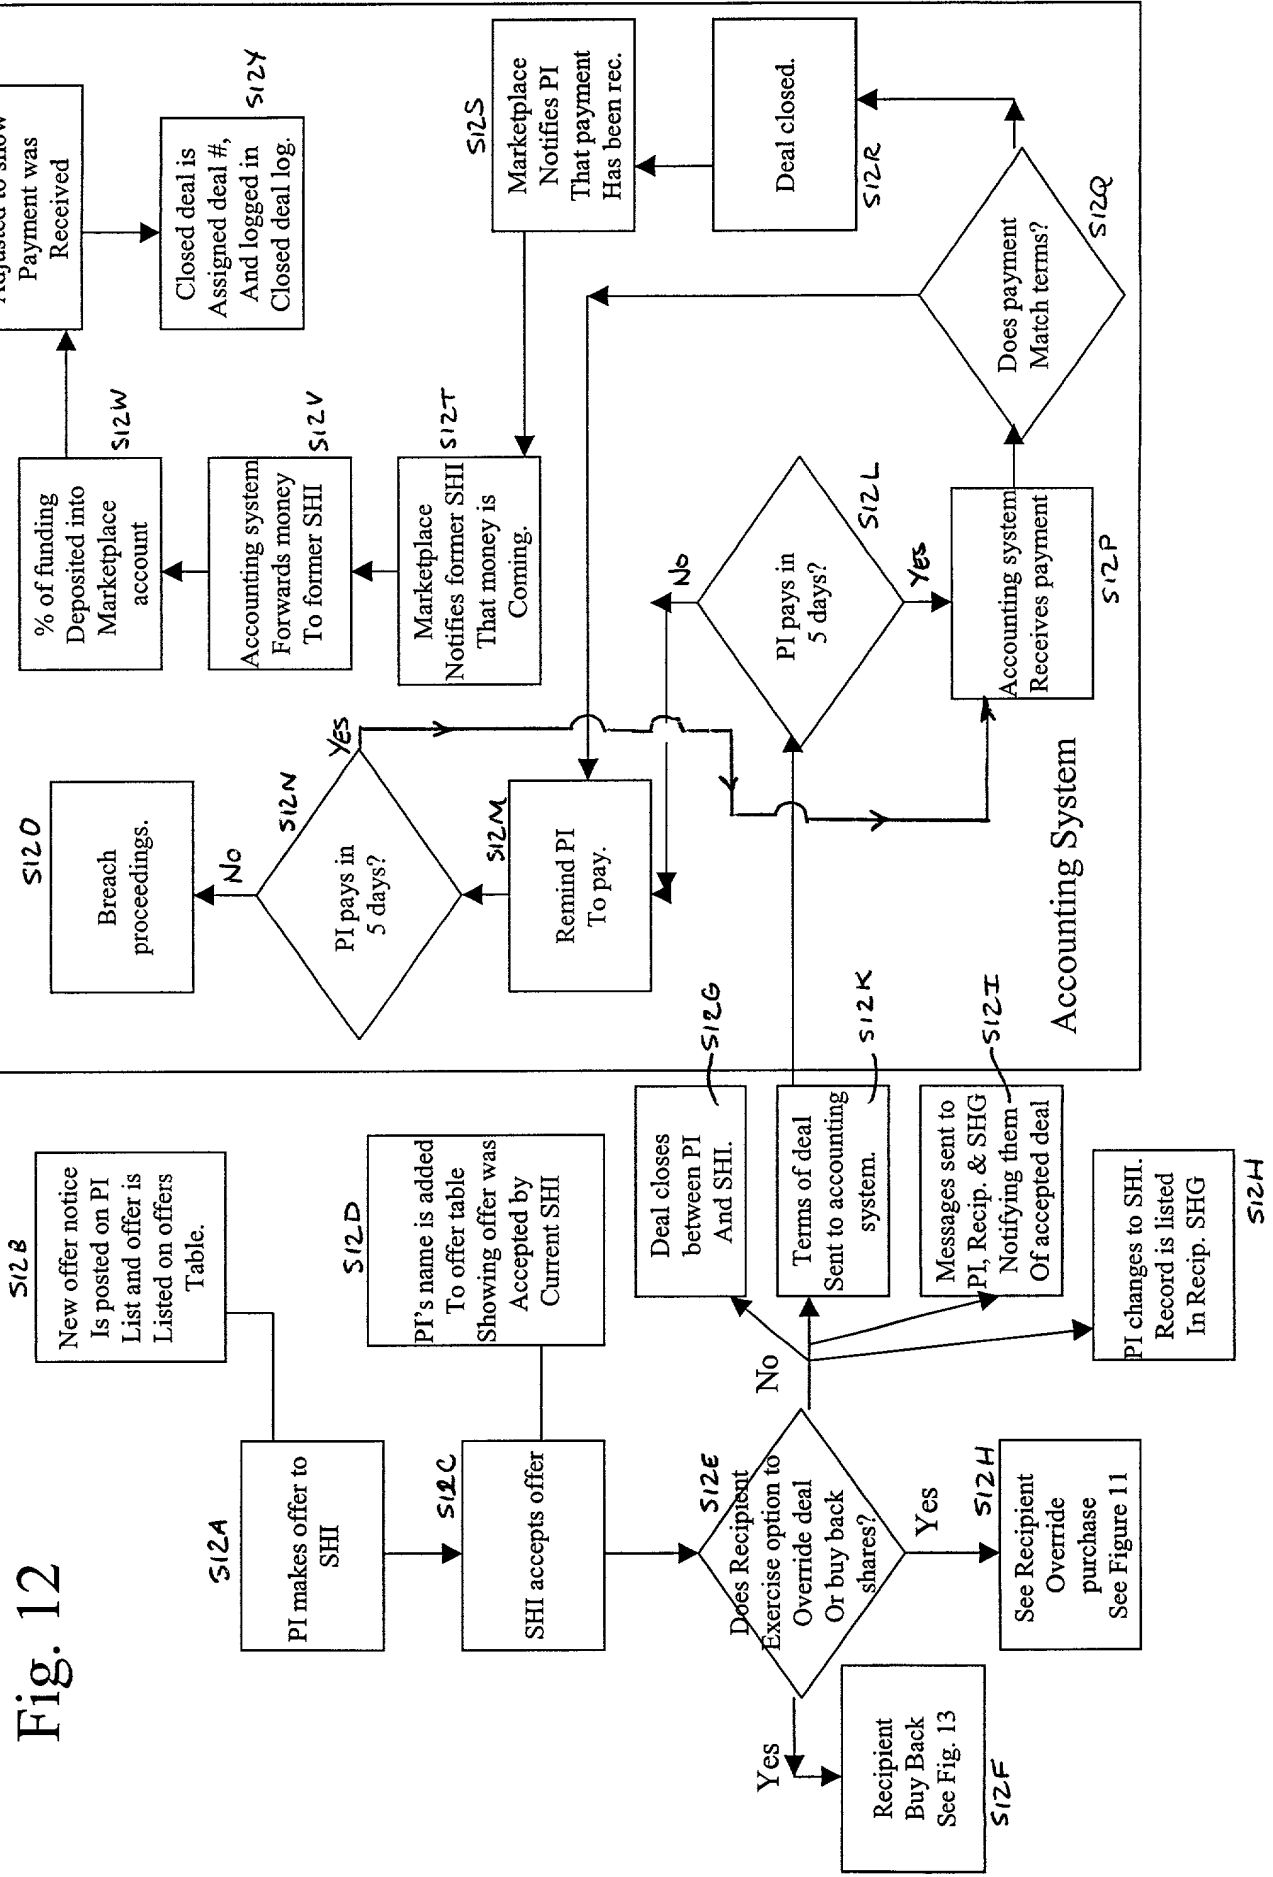 Fig. 12
S12A
PI makes offer to
SHI
S12B
New offer notice
Is posted on PI
List and offer is
Listed on offers
Table.
S12C
SHI accepts offer
S12D
PI's name is added
To offer table
Showing offer was
Accepted by
Current SHI
S12E
Does Recipient
Exercise option to
Override deal
Or buy back
shares?
Yes
Recipient
Buy Back
See Fig. 13
S12F
Yes
S12H
See Recipient
Override
purchase
See Figure 11
No
Deal closes
between PI
And SHI.
S12G
Terms of deal
Sent to accounting
system.
S12K
Messages sent to
PI, Recip. & SHG
Notifying them
Of accepted deal
S12I
PI changes to SHI.
Record is listed
In Recip. SHG
S12H
Accounting System
S12O
Breach
proceedings.
No
S12N
PI pays in
5 days?
Yes
S12M
Remind PI
To pay.
No
PI pays in
5 days?
S12L
Yes
Accounting system
Receives payment
S12P
Does payment
Match terms?
S12Q
Deal closed.
S12R
S12S
Marketplace
Notifies PI
That payment
Has been rec.
S12T
Marketplace
Notifies former SHI
That money is
Coming.
S12V
Accounting system
Forwards money
To former SHI
S12W
% of funding
Deposited into
Marketplace
account
Adjusted to show
Payment was
Received
Closed deal is
Assigned deal #,
And logged in
Closed deal log.
S12Y